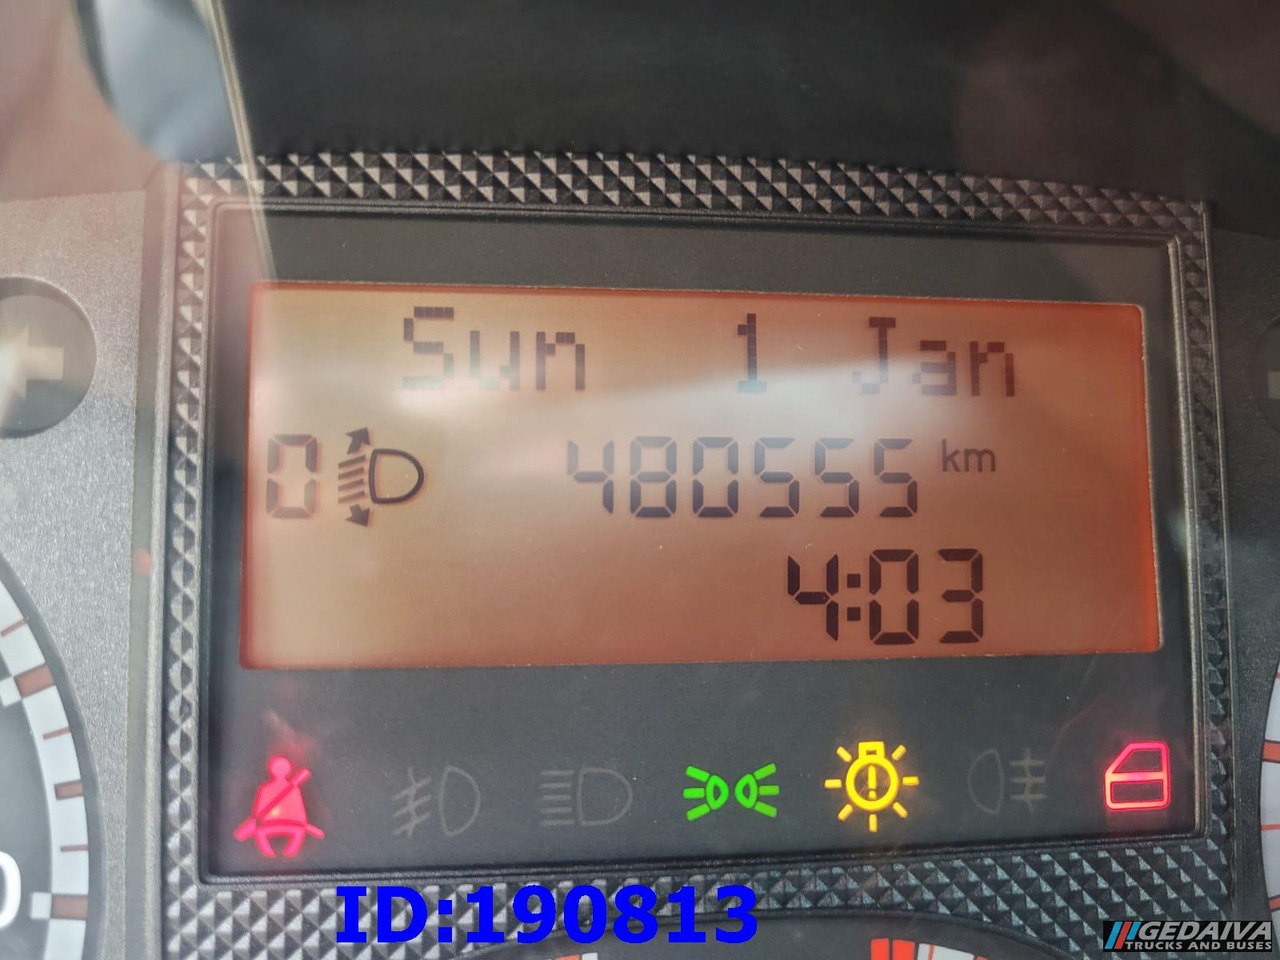 Sun 1 Jan
0 480555 km
4:03
ID:190813
GEDAIVA
TRUCKS AND BUSES